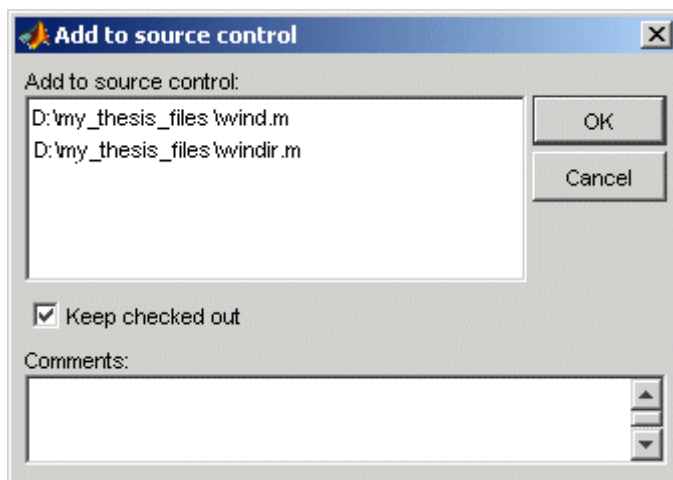 Add to source control
Add to source control:
D:\my_thesis_files \wind.m
D:\my_thesis_files \windir.m
OK
Cancel
Keep checked out
Comments: